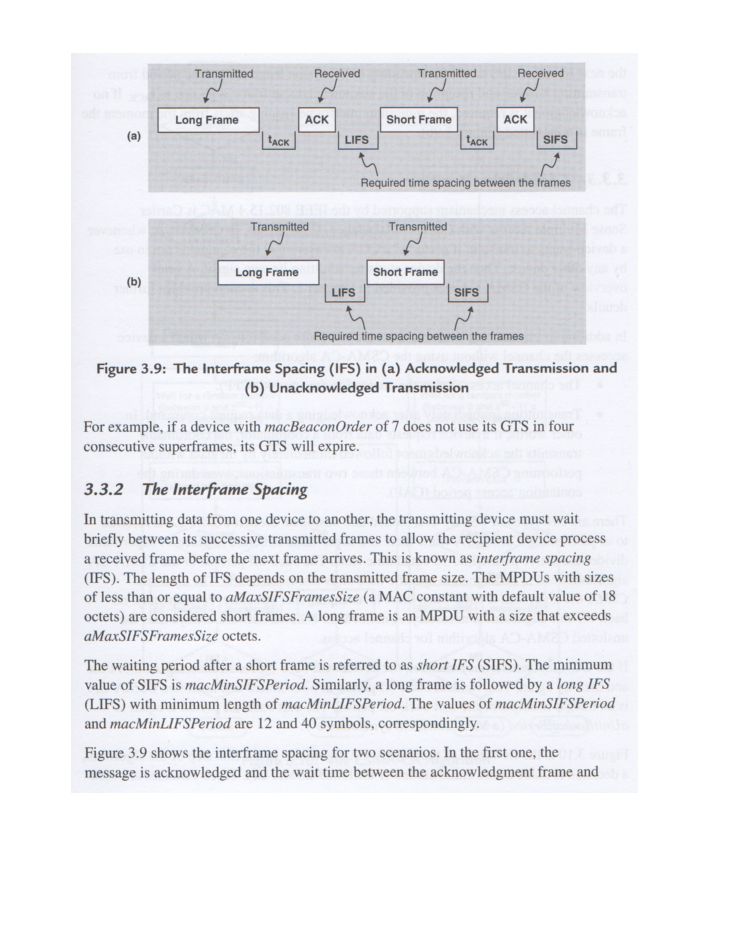 Transmitted Received Transmitted Received
Long Frame ACK Short Frame ACK
(a) tACK LIFS tACK SIFS
Required time spacing between the frames
Transmitted Transmitted
Long Frame Short Frame
(b) LIFS SIFS
Required time spacing between the frames
Figure 3.9: The Interframe Spacing (IFS) in (a) Acknowledged Transmission and
(b) Unacknowledged Transmission
For example, if a device with macBeaconOrder of 7 does not use its GTS in four
consecutive superframes, its GTS will expire.
3.3.2 The Interframe Spacing
In transmitting data from one device to another, the transmitting device must wait
briefly between its successive transmitted frames to allow the recipient device process
a received frame before the next frame arrives. This is known as interframe spacing
(IFS). The length of IFS depends on the transmitted frame size. The MPDUs with sizes
of less than or equal to aMaxSIFSFramesSize (a MAC constant with default value of 18
octets) are considered short frames. A long frame is an MPDU with a size that exceeds
aMaxSIFSFramesSize octets.
The waiting period after a short frame is referred to as short IFS (SIFS). The minimum
value of SIFS is macMinSIFSPeriod. Similarly, a long frame is followed by a long IFS
(LIFS) with minimum length of macMinLIFSPeriod. The values of macMinSIFSPeriod
and macMinLIFSPeriod are 12 and 40 symbols, correspondingly.
Figure 3.9 shows the interframe spacing for two scenarios. In the first one, the
message is acknowledged and the wait time between the acknowledgment frame and